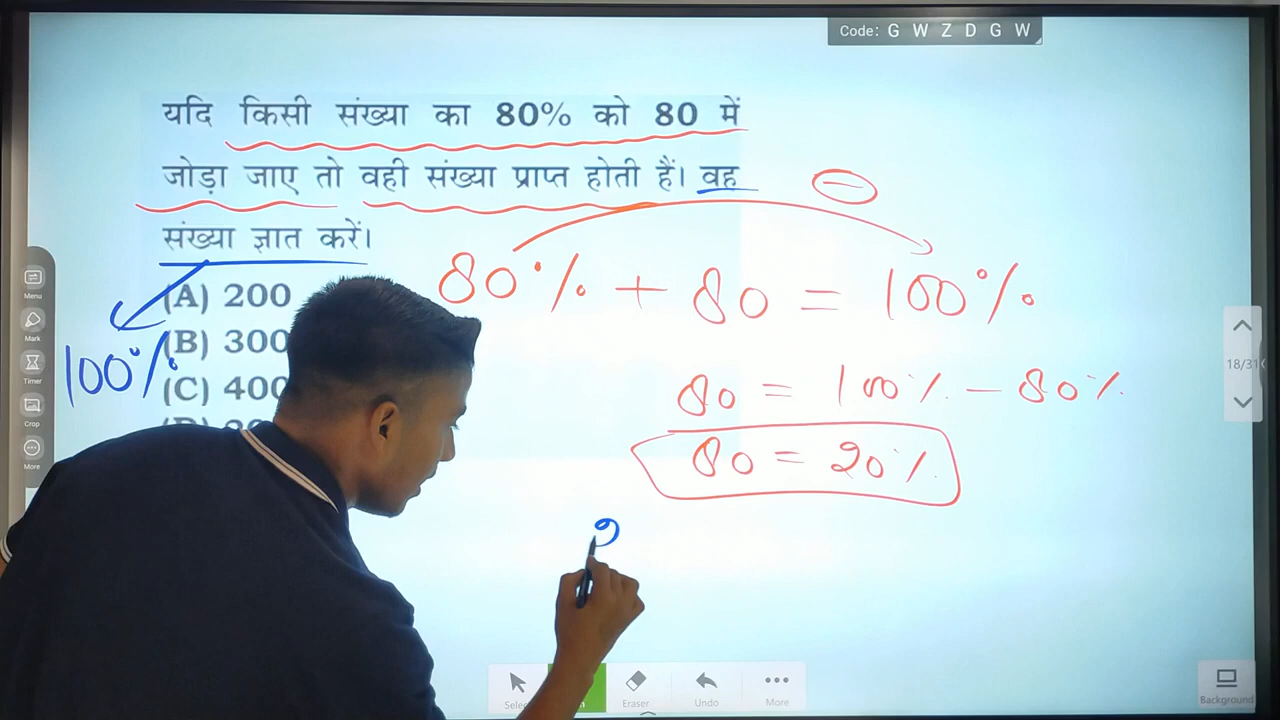 Code: G W Z D G W
यदि किसी संख्या का 80% को 80 में
जोड़ा जाए तो वही संख्या प्राप्त होती हैं। वह
संख्या ज्ञात करें।
(A) 200
(B) 300
(C) 400
100%
80% + 80 = 100%
80 = 100% - 80%
80 = 20%
Menu
Mark
Timer
Crop
More
18/31
Eraser
Undo
More
Background